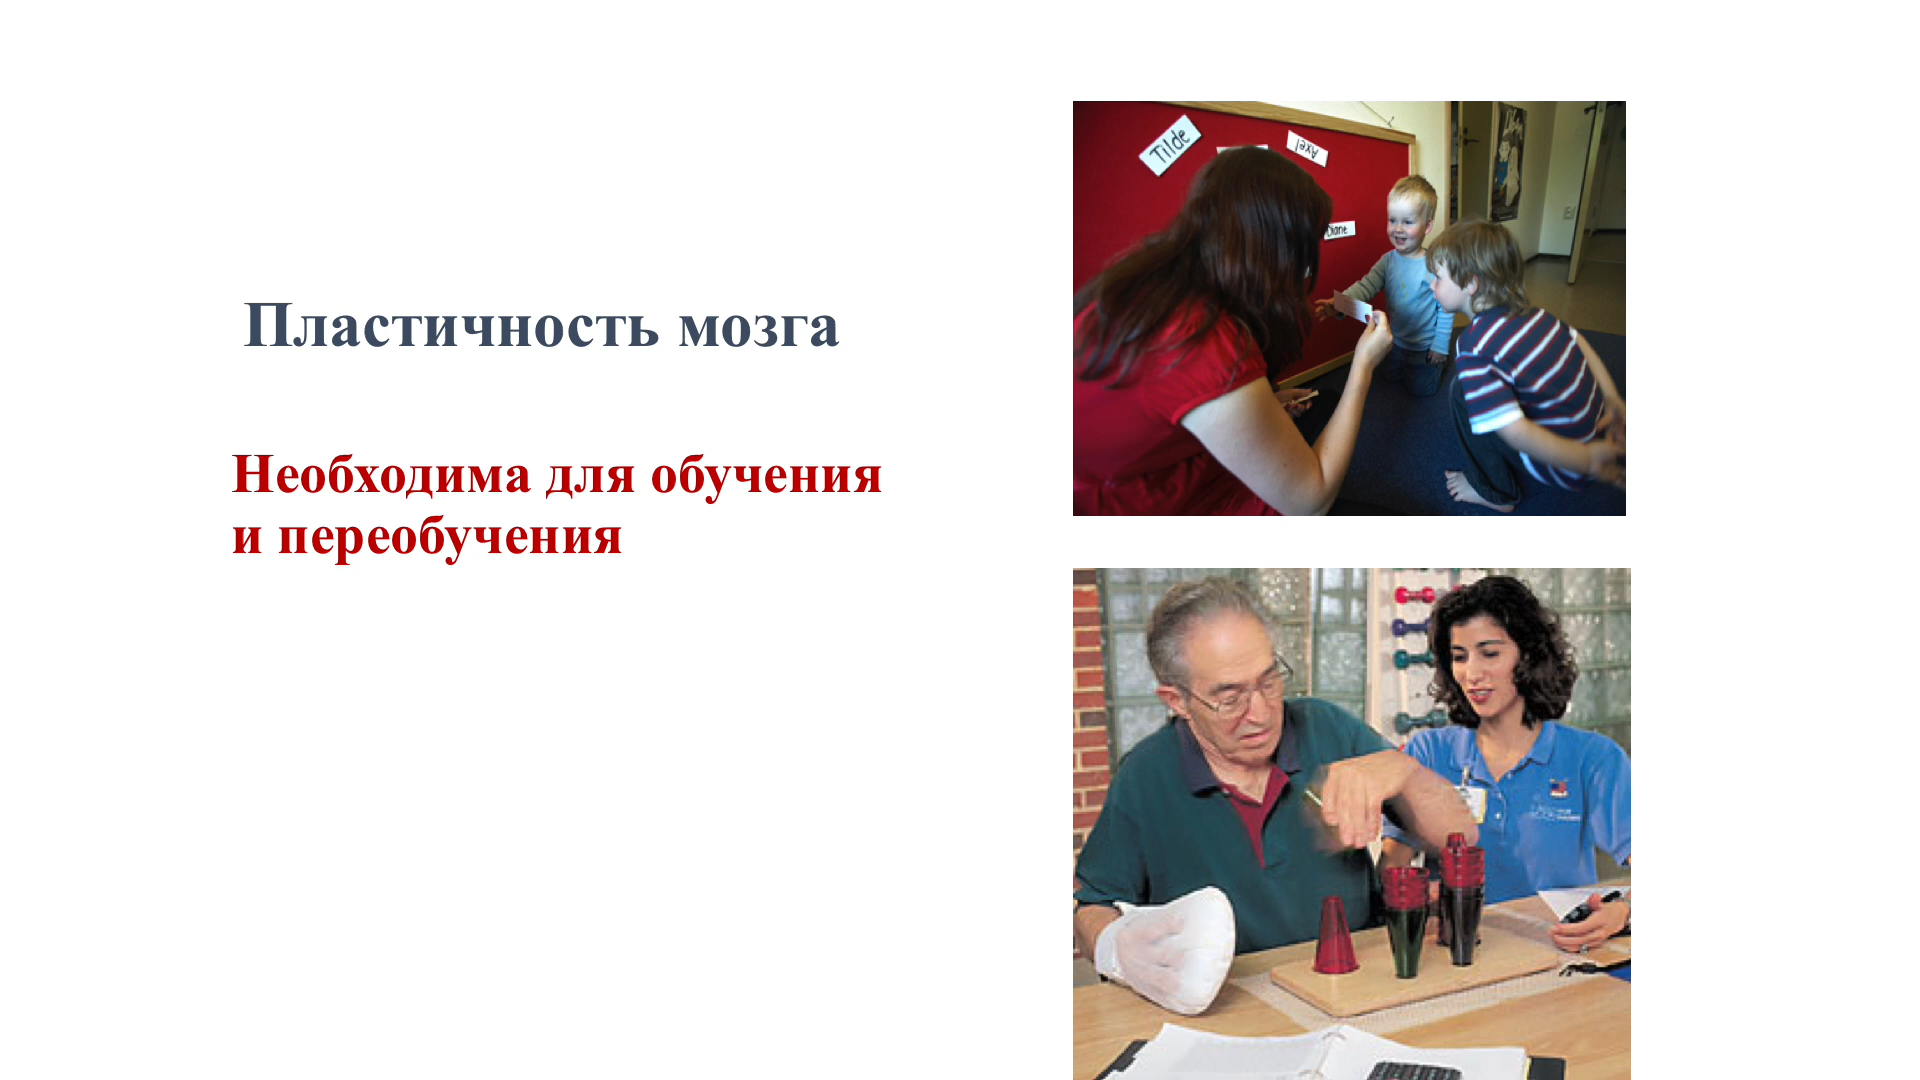 Пластичность мозга
Необходима для обучения
и переобучения
Tilde
Axel
Diane